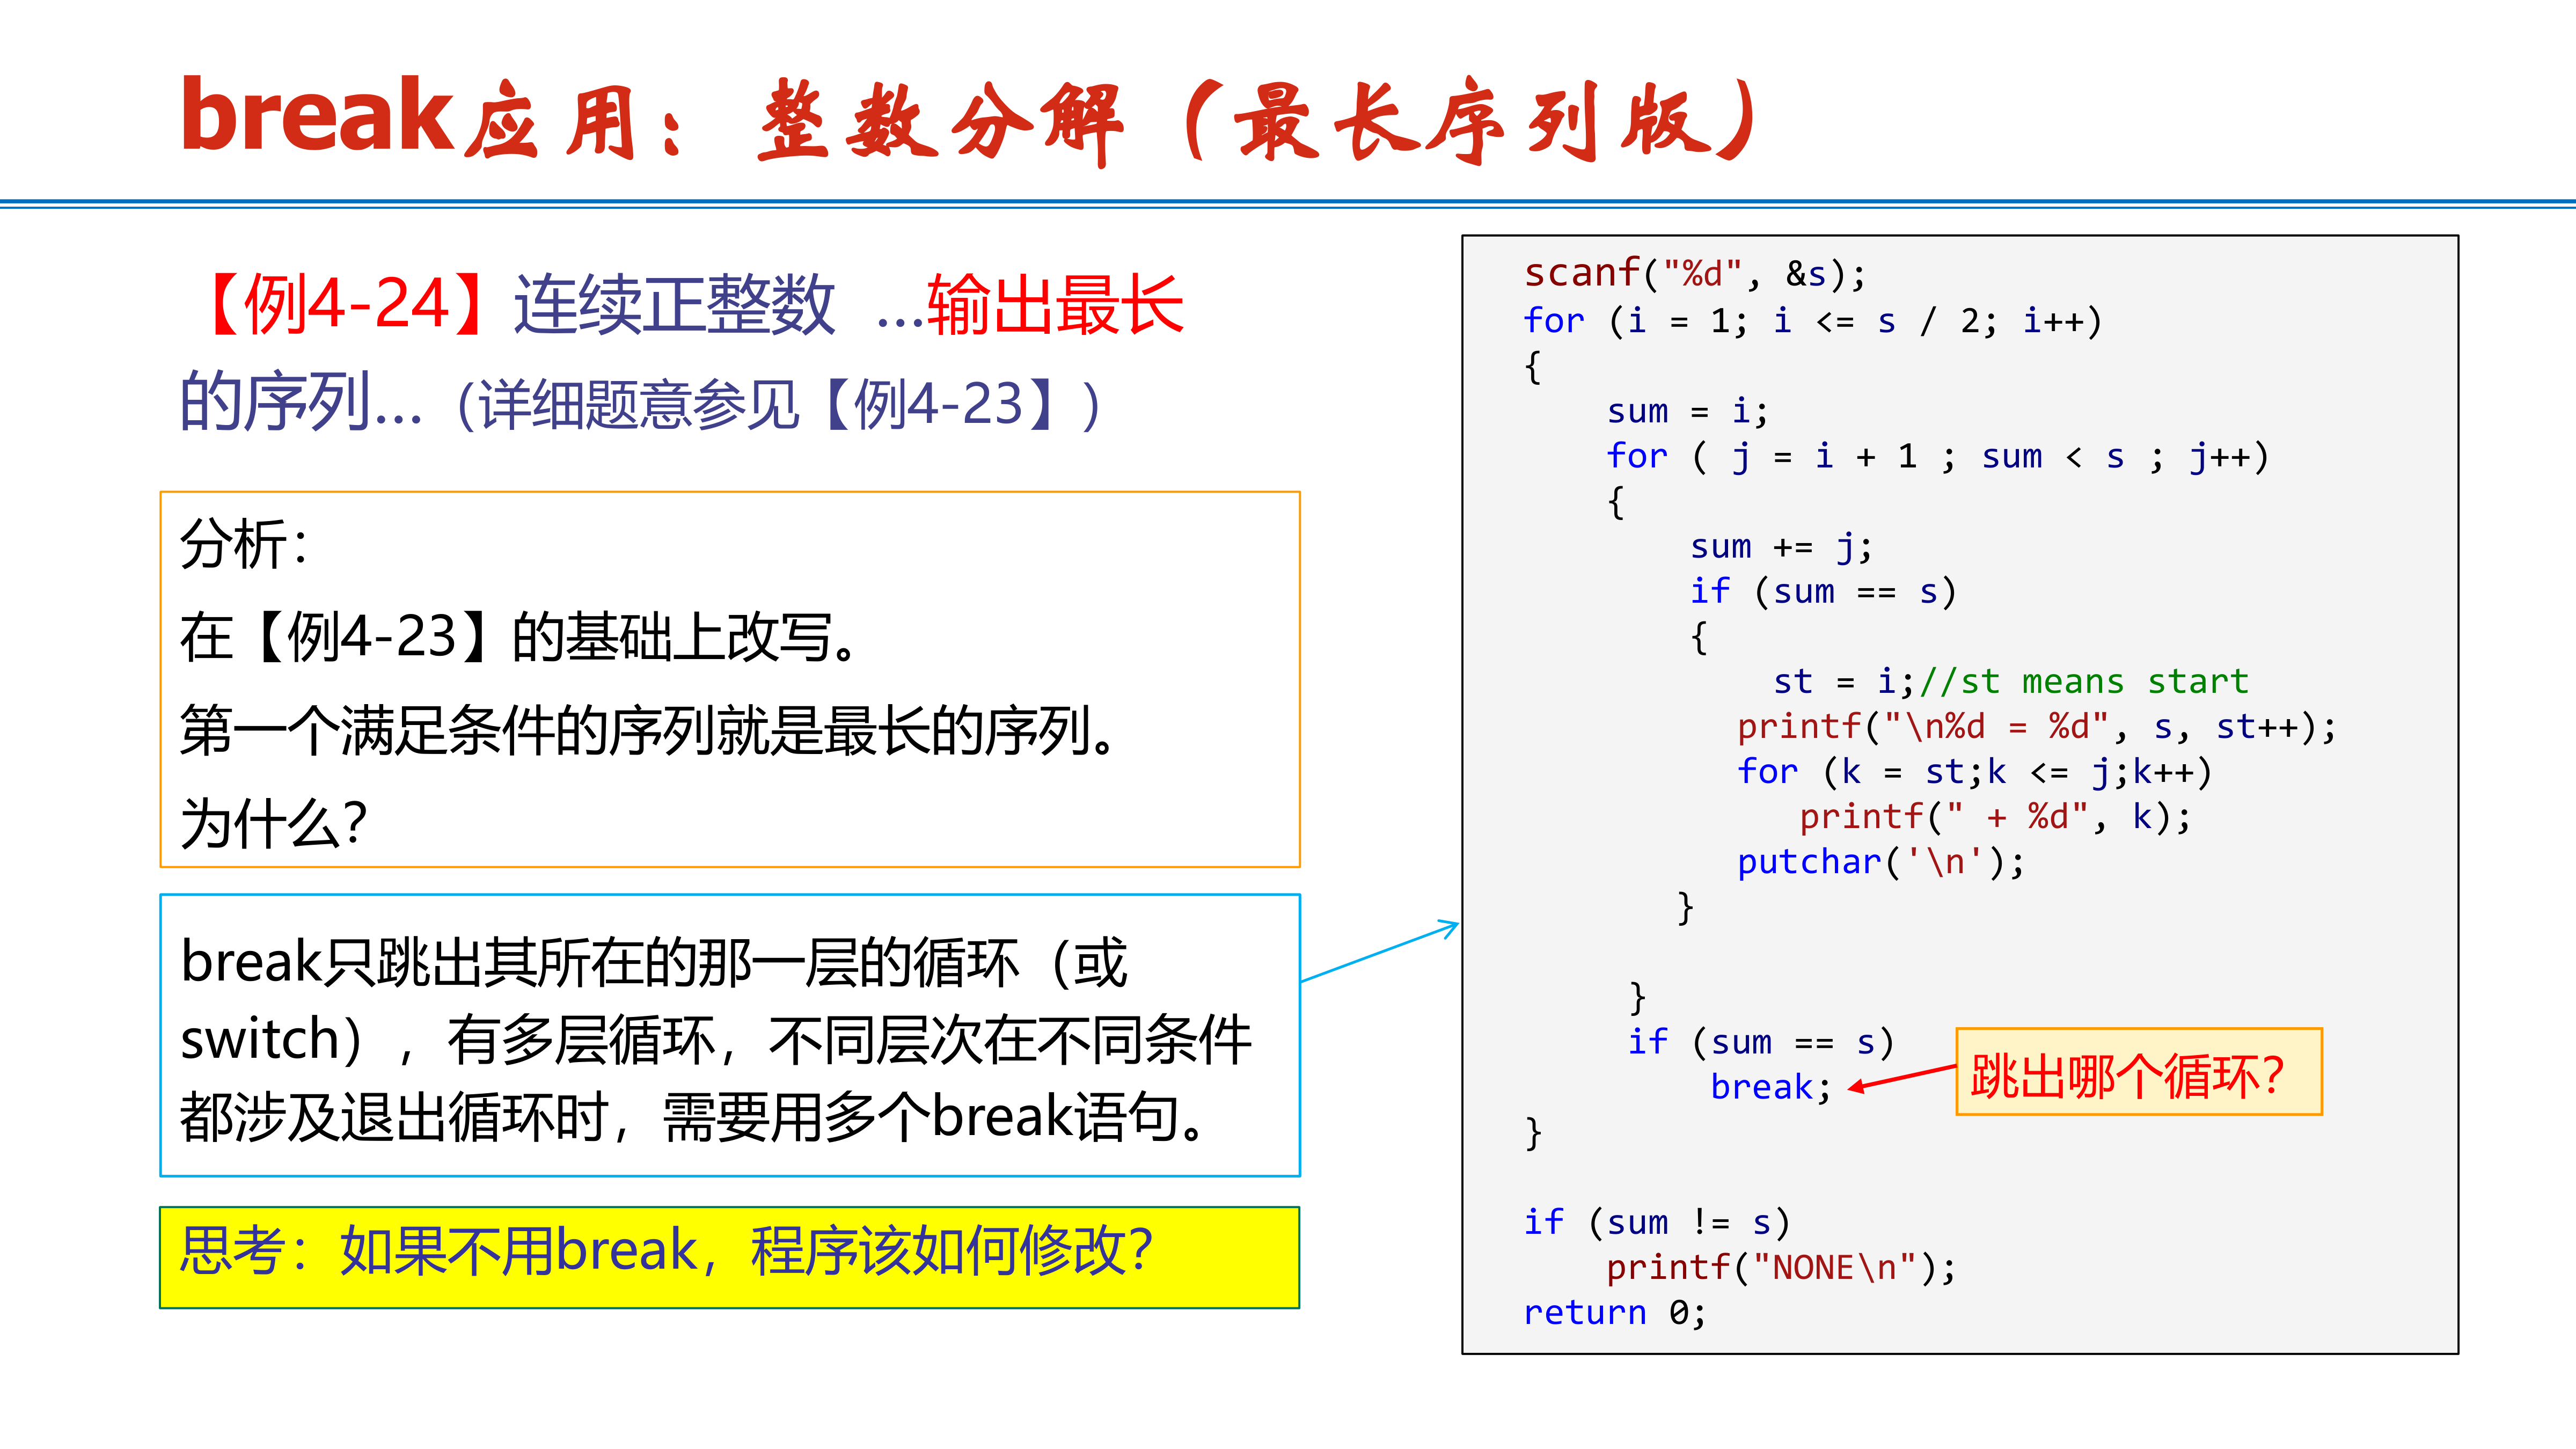 break应用：整数分解（最长序列版）
【例4-24】连续正整数 …输出最长
的序列…（详细题意参见【例4-23】）
分析：
在【例4-23】的基础上改写。
第一个满足条件的序列就是最长的序列。
为什么？
break只跳出其所在的那一层的循环（或
switch），有多层循环，不同层次在不同条件
都涉及退出循环时，需要用多个break语句。
思考：如果不用break，程序该如何修改？
scanf("%d", &s);
for (i = 1; i <= s / 2; i++)
{
    sum = i;
    for ( j = i + 1 ; sum < s ; j++)
    {
        sum += j;
        if (sum == s)
        {
            st = i;//st means start
            printf("\n%d = %d", s, st++);
            for (k = st;k <= j;k++)
                printf(" + %d", k);
            putchar('\n');
        }
    }
    if (sum == s)
        break;
跳出哪个循环？
}
if (sum != s)
    printf("NONE\n");
return 0;